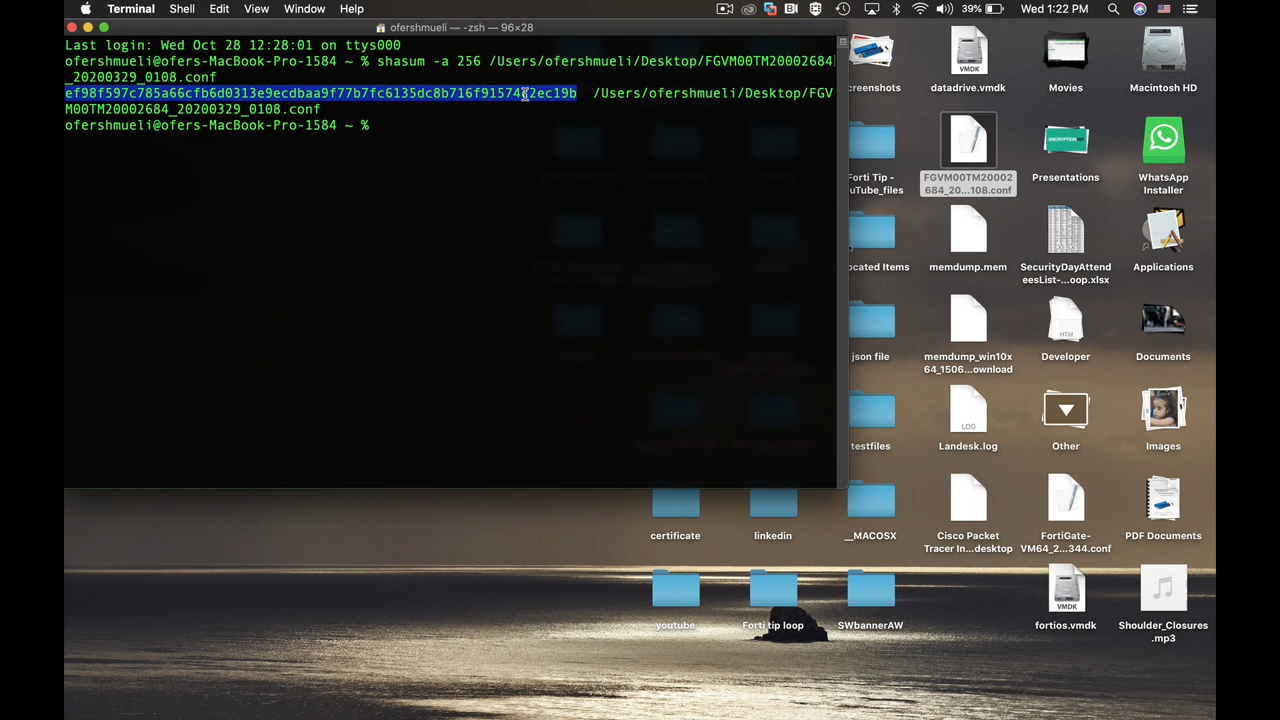 Terminal Shell Edit View Window Help 39% Wed 1:22 PM
ofershmueli — -zsh — 96×28
Last login: Wed Oct 28 12:28:01 on ttys000
ofershmueli@ofers-MacBook-Pro-1584 ~ % shasum -a 256 /Users/ofershmueli/Desktop/FGVM00TM20002684
_20200329_0108.conf
/Users/ofershmueli/Desktop/FGV
M00TM20002684_20200329_0108.conf
ofershmueli@ofers-MacBook-Pro-1584 ~ %
creenshots
datadrive.vmdk
Movies
Macintosh HD
Forti Tip -
uTube_files
FGVM00TM20002
684_20...108.conf
Presentations
WhatsApp
Installer
ocated Items
memdump.mem
SecurityDayAttend
eesList-...oop.xlsx
Applications
json file
memdump_win10x
64_1506...ownload
HTM
Developer
Documents
testfiles
LOG
Landesk.log
Other
Images
certificate
linkedin
__MACOSX
Cisco Packet
Tracer In...desktop
FortiGate-
VM64_2...344.conf
PDF Documents
youtube
Forti tip loop
SWbannerAW
VMDK
fortios.vmdk
Shoulder_Closures
.mp3